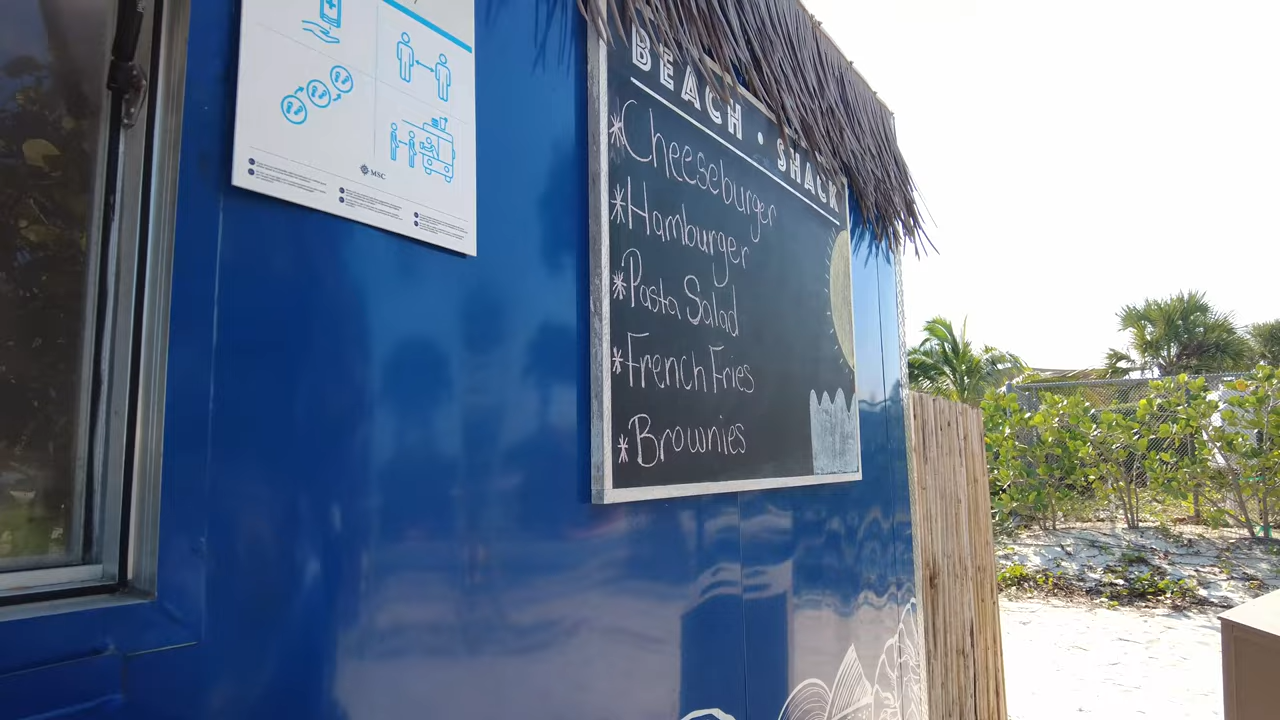 MSC
BEACH • SHACK
*Cheeseburger
*Hamburger
*Pasta Salad
*French Fries
*Brownies